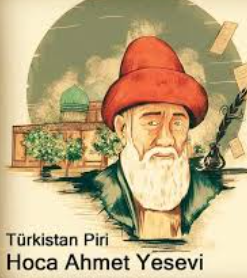 Türkistan Piri
Hoca Ahmet Yesevi